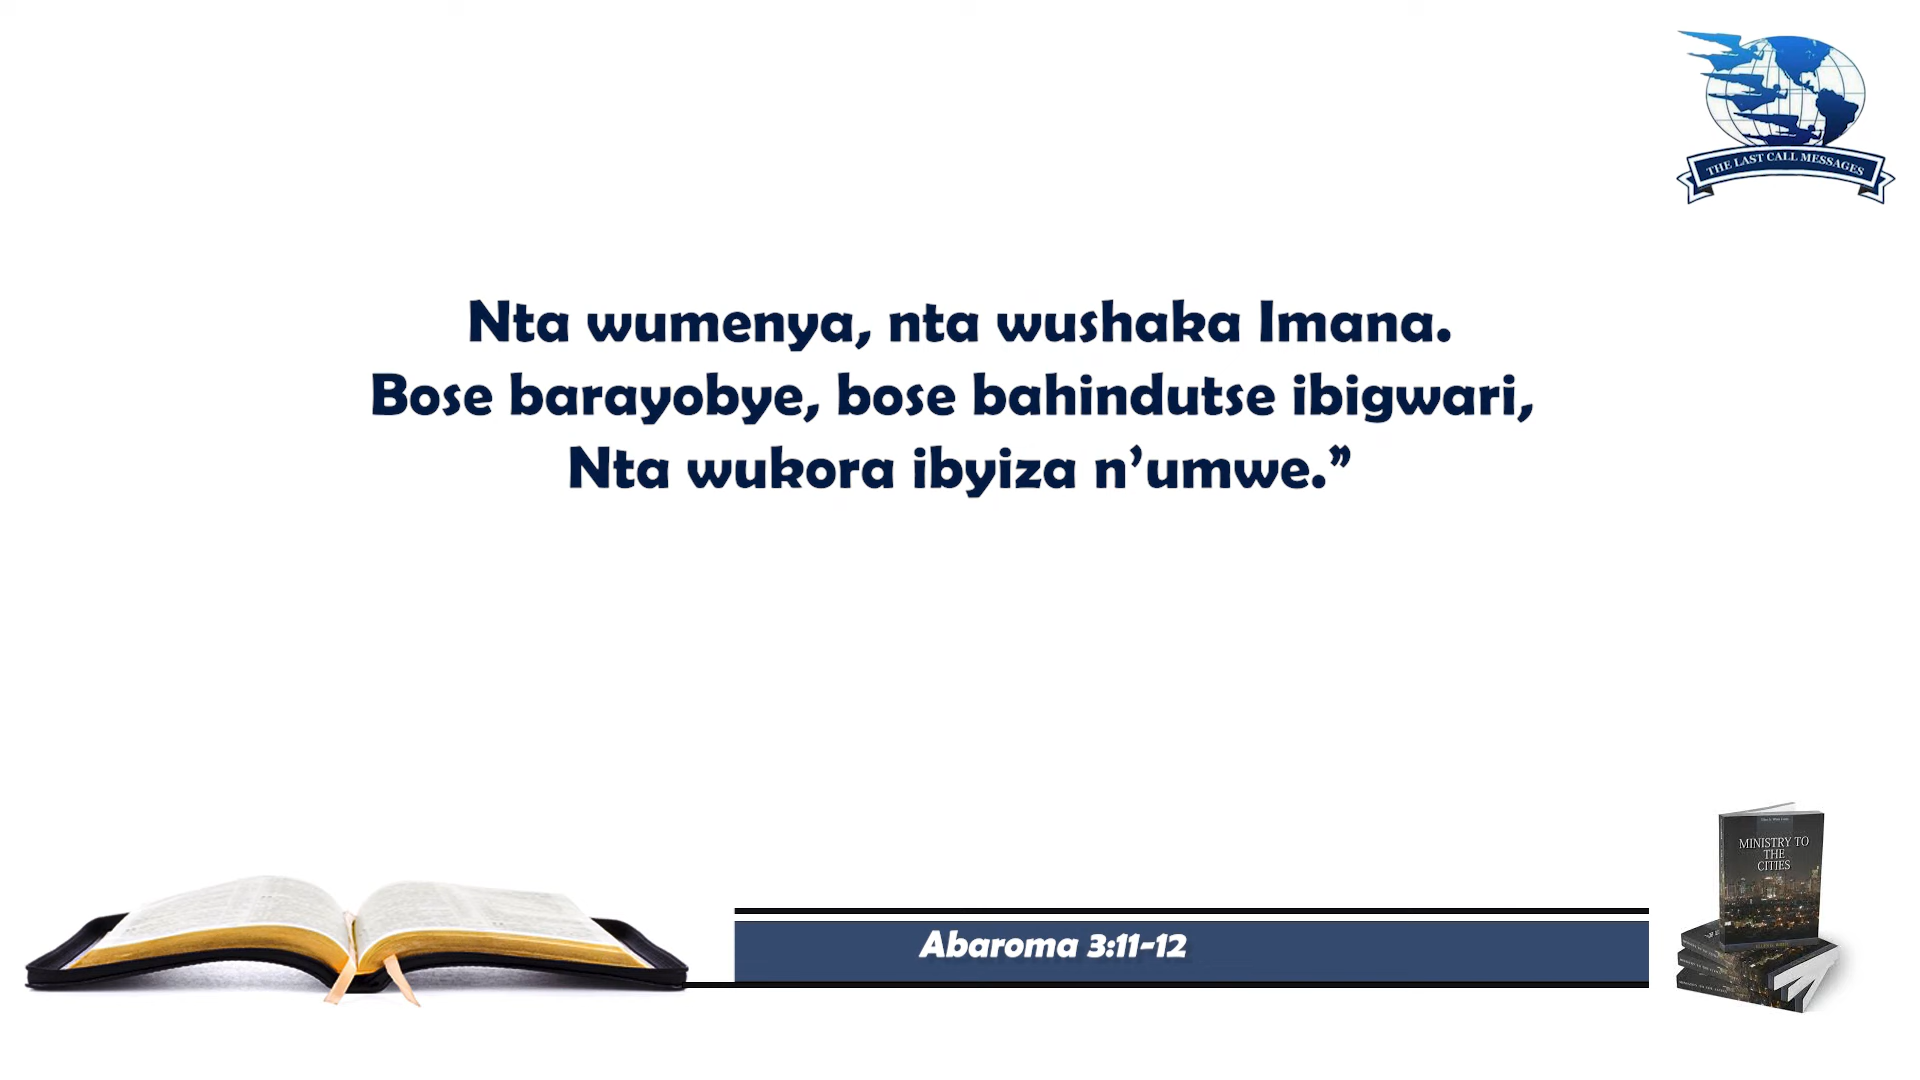 THE LAST CALL MESSAGES
Nta wumenya, nta wushaka Imana.
Bose barayobye, bose bahindutse ibigwari,
Nta wukora ibyiza n’umwe.”
MINISTRY TO
THE
CITIES
Abaroma 3:11-12